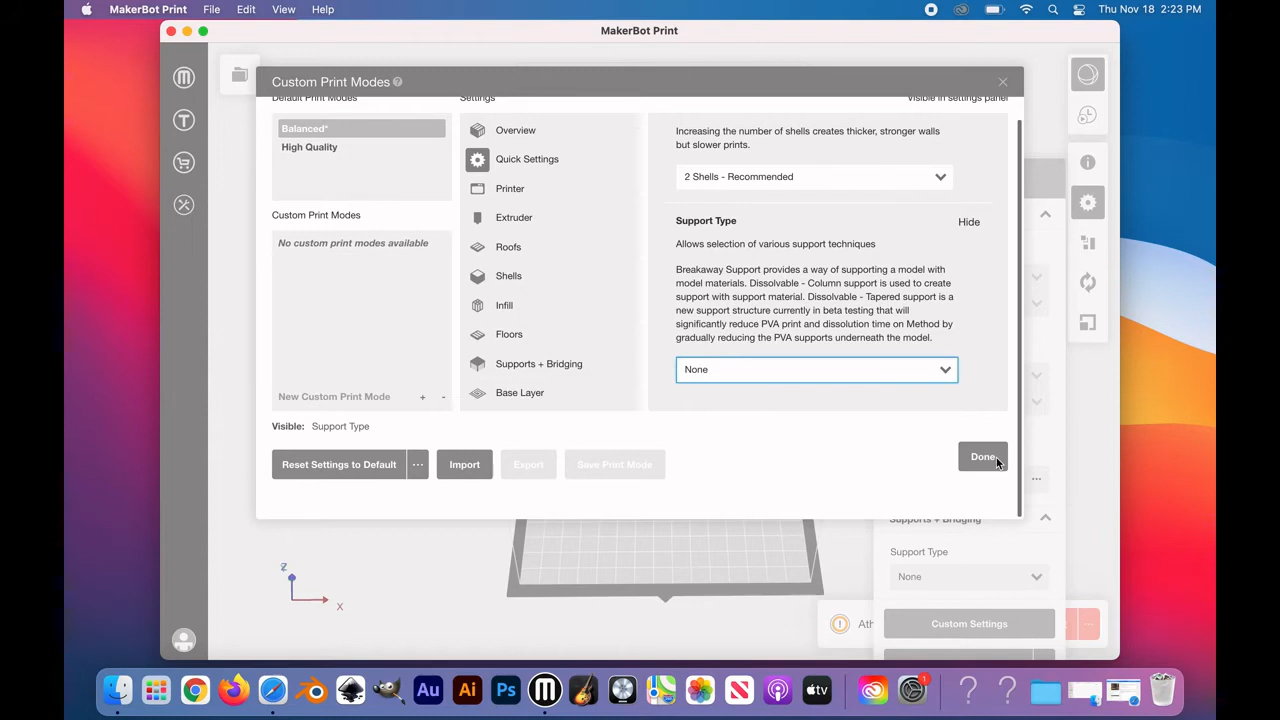 MakerBot Print File Edit View Help
Thu Nov 18 2:23 PM
MakerBot Print
Custom Print Modes
Default Print Modes
Balanced*
High Quality
Custom Print Modes
No custom print modes available
New Custom Print Mode + -
Settings
Overview
Quick Settings
Printer
Extruder
Roofs
Shells
Infill
Floors
Supports + Bridging
Base Layer
Visible in settings panel
Increasing the number of shells creates thicker, stronger walls
but slower prints.
2 Shells - Recommended
Support Type
Hide
Allows selection of various support techniques
Breakaway Support provides a way of supporting a model with
model materials. Dissolvable - Column support is used to create
support with support material. Dissolvable - Tapered support is a
new support structure currently in beta testing that will
significantly reduce PVA print and dissolution time on Method by
gradually reducing the PVA supports underneath the model.
None
Visible: Support Type
Reset Settings to Default ...
Import
Export
Save Print Mode
Done
Supports + Bridging
Support Type
None
Custom Settings
Ath
Z
X
Au
Ai
Ps
tv
1